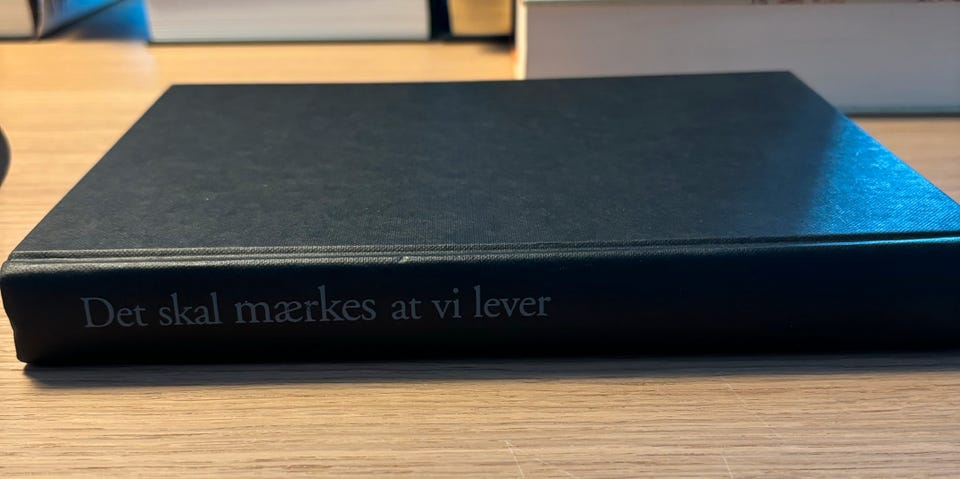 Det skal mærkes at vi lever